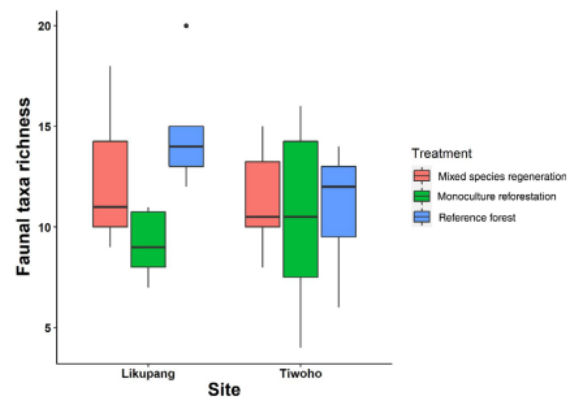 20
15
10
5
Faunal taxa richness
Likupang
Tiwoho
Site
Treatment
Mixed species regeneration
Monoculture reforestation
Reference forest